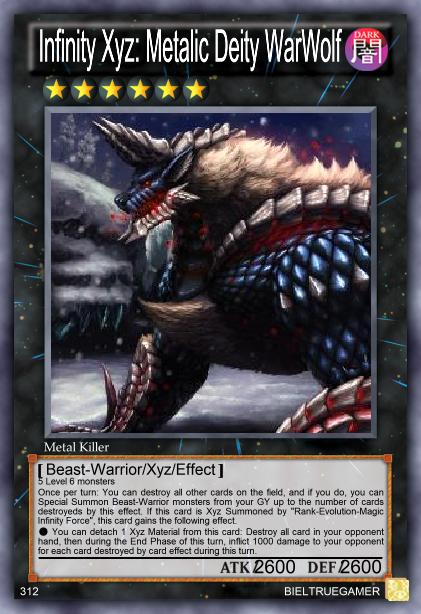 Infinity Xyz: Metalic Deity WarWolf
DARK
闇
Metal Killer
[ Beast-Warrior/Xyz/Effect ]
5 Level 6 monsters
Once per turn: You can destroy all other cards on the field, and if you do, you can
Special Summon Beast-Warrior monsters from your GY up to the number of cards
destroyeds by this effect. If this card is Xyz Summoned by "Rank-Evolution-Magic
Infinity Force", this card gains the following effect.
● You can detach 1 Xyz Material from this card: Destroy all card in your opponent
hand, then during the End Phase of this turn, inflict 1000 damage to your opponent
for each card destroyed by card effect during this turn.
ATK 2600 DEF 2600
312 BIELTRUEGAMER